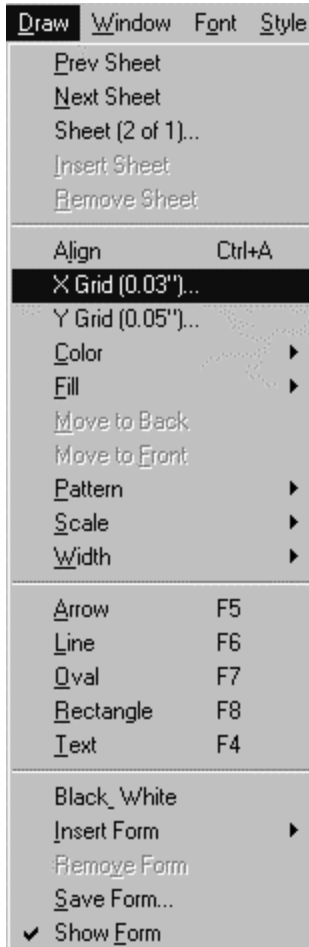 Draw Window Font Style
Prev Sheet
Next Sheet
Sheet (2 of 1)...
Insert Sheet
Remove Sheet
Align Ctrl+A
X Grid (0.03")...
Y Grid (0.05")...
Color
Fill
Move to Back
Move to Front
Pattern
Scale
Width
Arrow F5
Line F6
Oval F7
Rectangle F8
Text F4
Black_White
Insert Form
Remove Form
Save Form...
Show Form